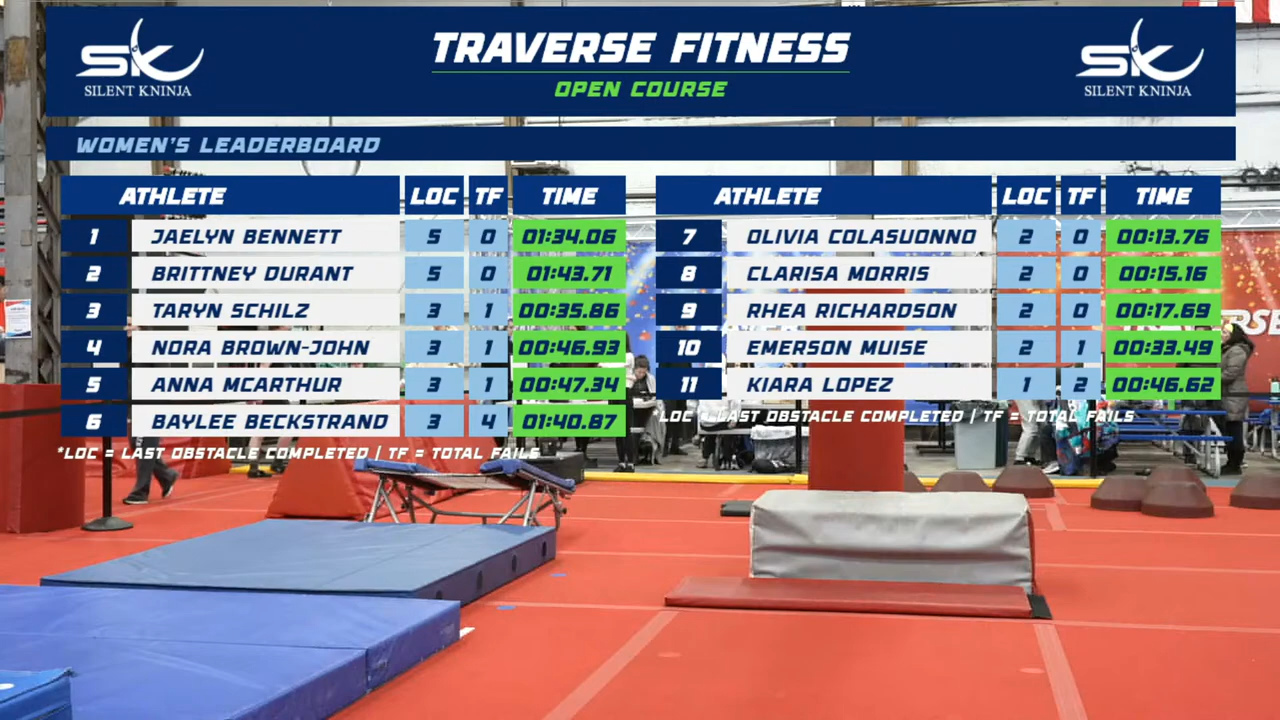 SK
SILENT KNINJA
TRAVERSE FITNESS
OPEN COURSE
SK
SILENT KNINJA
WOMEN'S LEADERBOARD
ATHLETE LOC TF TIME
1 JAELYN BENNETT 5 0 01:34.06
2 BRITTNEY DURANT 5 0 01:43.71
3 TARYN SCHILZ 3 1 00:35.86
4 NORA BROWN-JOHN 3 1 00:46.93
5 ANNA MCARTHUR 3 1 00:47.34
6 BAYLEE BECKSTRAND 3 4 01:40.87
*LOC = LAST OBSTACLE COMPLETED | TF = TOTAL FAILS
ATHLETE LOC TF TIME
7 OLIVIA COLASUONNO 2 0 00:13.76
8 CLARISA MORRIS 2 0 00:15.16
9 RHEA RICHARDSON 2 0 00:17.69
10 EMERSON MUISE 2 1 00:33.49
11 KIARA LOPEZ 1 2 00:46.62
*LOC = LAST OBSTACLE COMPLETED | TF = TOTAL FAILS